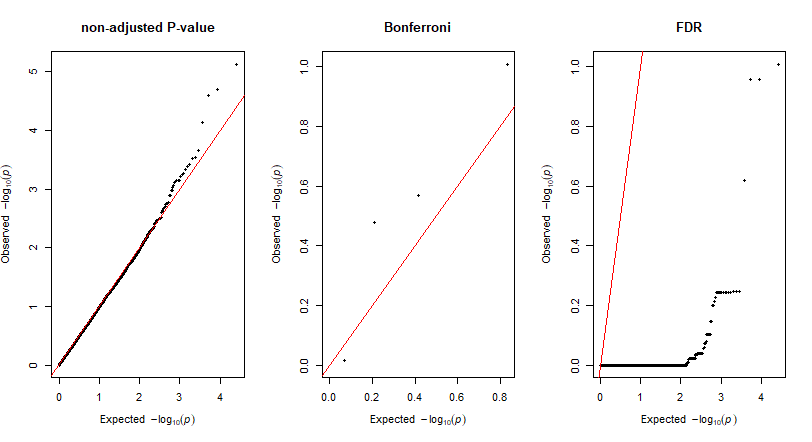 non-adjusted P-value
Observed −log₁₀(p)
5
4
3
2
1
0
0 1 2 3 4
Expected −log₁₀(p)
Bonferroni
Observed −log₁₀(p)
1.0
0.8
0.6
0.4
0.2
0.0
0.0 0.2 0.4 0.6 0.8
Expected −log₁₀(p)
FDR
Observed −log₁₀(p)
1.0
0.8
0.6
0.4
0.2
0.0
0 1 2 3 4
Expected −log₁₀(p)